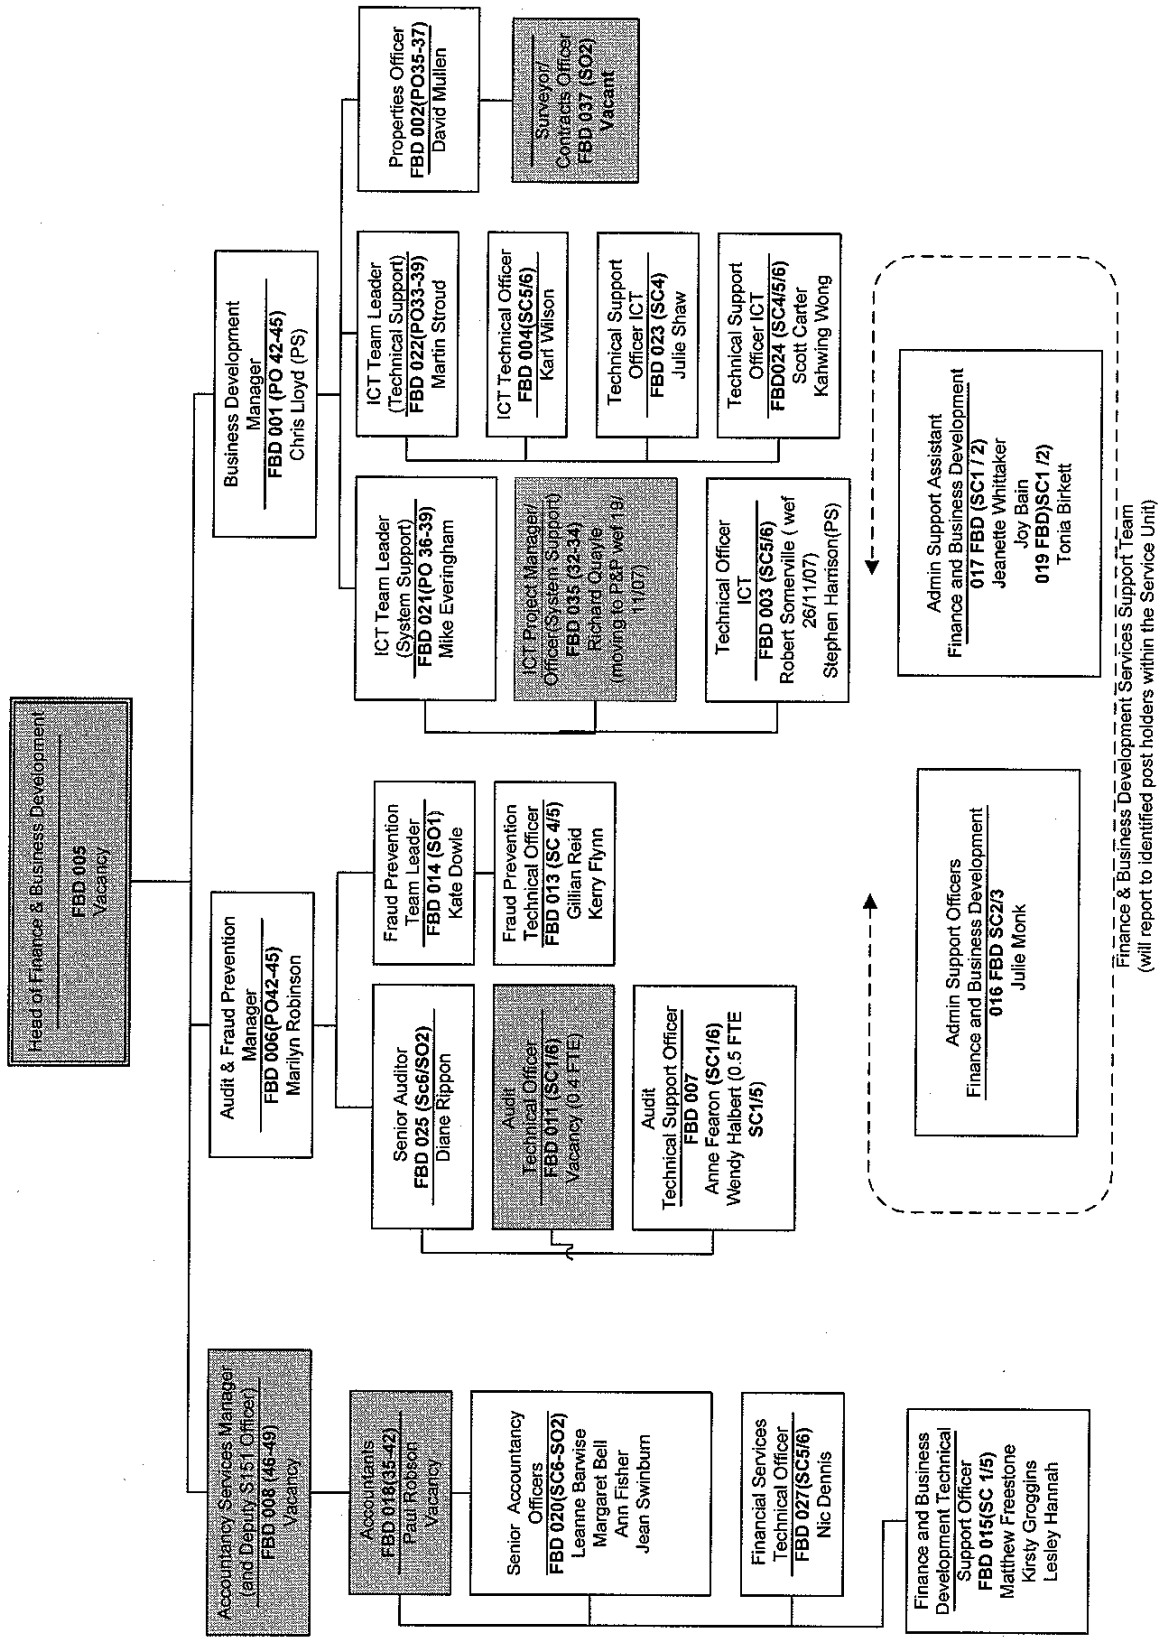 Head of Finance & Business Development
FBD 005
Vacancy
Accountancy Services Manager
(and Deputy S151 Officer)
FBD 008 (46-49)
Vacancy
Accountants
FBD 018(35-42)
Paul Robson
Vacancy
Senior Accountancy
Officers
FBD 020(SC6-SO2)
Leanne Barwise
Margaret Bell
Ann Fisher
Jean Swinburn
Financial Services
Technical Officer
FBD 027(SC5/6)
Nic Dennis
Finance and Business
Development Technical
Support Officer
FBD 015(SC 1/5)
Matthew Freestone
Kirsty Groggins
Lesley Hannah
Audit & Fraud Prevention
Manager
FBD 006(PO42-45)
Marilyn Robinson
Senior Auditor
FBD 025 (Sc6/SO2)
Diane Rippon
Audit
Technical Officer
FBD 011 (SC1/6)
Vacancy (0.4 FTE)
Audit
Technical Support Officer
FBD 007
Anne Fearon (SC1/6)
Wendy Halbert (0.5 FTE
SC1/5)
Fraud Prevention
Team Leader
FBD 014 (SO1)
Kate Dowle
Fraud Prevention
Technical Officer
FBD 013 (SC 4/5)
Gillian Reid
Kerry Flynn
Business Development
Manager
FBD 001 (PO 42-45)
Chris Lloyd (PS)
ICT Team Leader
(System Support)
FBD 021(PO 36-39)
Mike Everingham
ICT Project Manager/
Officer(System Support)
FBD 035 (32-34)
Richard Quayle
(moving to P&P wef 19/
11/07)
Technical Officer
ICT
FBD 003 (SC5/6)
Robert Somerville ( wef
26/11/07)
Stephen Harrison(PS)
ICT Team Leader
(Technical Support)
FBD 022(PO33-39)
Martin Stroud
ICT Technical Officer
FBD 004(SC5/6)
Karl Wilson
Technical Support
Officer ICT
FBD 023 (SC4)
Julie Shaw
Technical Support
Officer ICT
FBD024 (SC4/5/6)
Scott Carter
Kahwing Wong
Properties Officer
FBD 002(PO35-37)
David Mullen
Surveyor/
Contracts Officer
FBD 037 (SO2)
Vacant
Admin Support Officers
Finance and Business Development
016 FBD SC2/3
Julie Monk
Admin Support Assistant
Finance and Business Development
017 FBD (SC1 / 2)
Jeanette Whittaker
Joy Bain
019 FBD)SC1 /2)
Tonia Birkett
Finance & Business Development Services Support Team
(will report to identified post holders within the Service Unit)